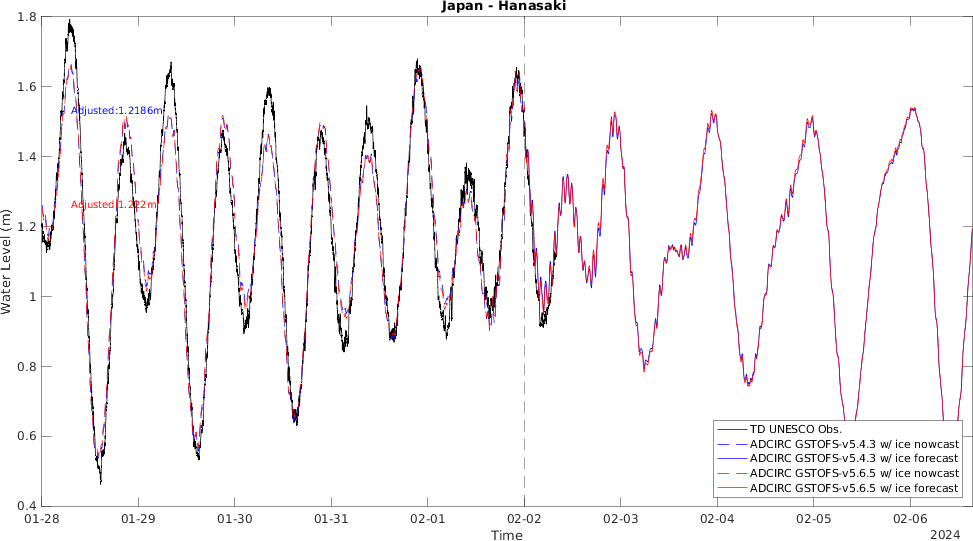 Japan - Hanasaki
1.8
1.6
1.4
1.2
1
0.8
0.6
0.4
Water Level (m)
Adjusted:1.2186m
Adjusted:1.222m
TD UNESCO Obs.
ADCIRC GSTOFS-v5.4.3 w/ ice nowcast
ADCIRC GSTOFS-v5.4.3 w/ ice forecast
ADCIRC GSTOFS-v5.6.5 w/ ice nowcast
ADCIRC GSTOFS-v5.6.5 w/ ice forecast
01-28 01-29 01-30 01-31 02-01 02-02 02-03 02-04 02-05 02-06
Time
2024